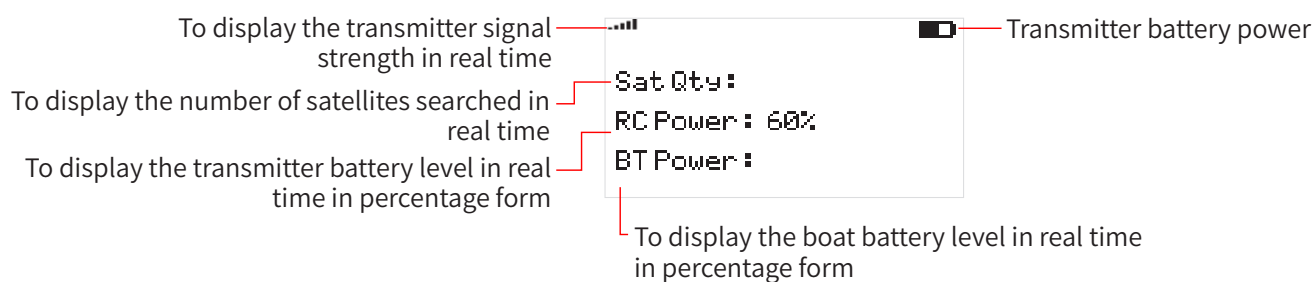 To display the transmitter signal
strength in real time
Transmitter battery power
Sat Qty:
To display the number of satellites searched in
real time
RC Power: 60%
To display the transmitter battery level in real
time in percentage form
BT Power:
To display the boat battery level in real time
in percentage form